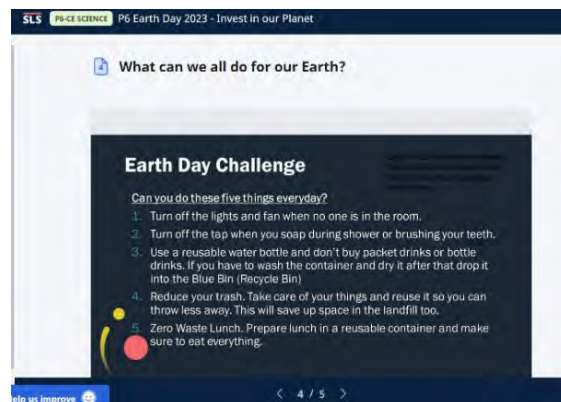 SLS P6-CE SCIENCE P6 Earth Day 2023 - Invest in our Planet
4 What can we all do for our Earth?
Earth Day Challenge
Can you do these five things everyday?
1. Turn off the lights and fan when no one is in the room.
2. Turn off the tap when you soap during shower or brushing your teeth.
3. Use a reusable water bottle and don't buy packet drinks or bottle
drinks. If you have to wash the container and dry it after that drop it
into the Blue Bin (Recycle Bin)
4. Reduce your trash. Take care of your things and reuse it so you can
throw less away. This will save up space in the landfill too.
5. Zero Waste Lunch. Prepare lunch in a reusable container and make
sure to eat everything.
elp us improve
< 4 / 5 >